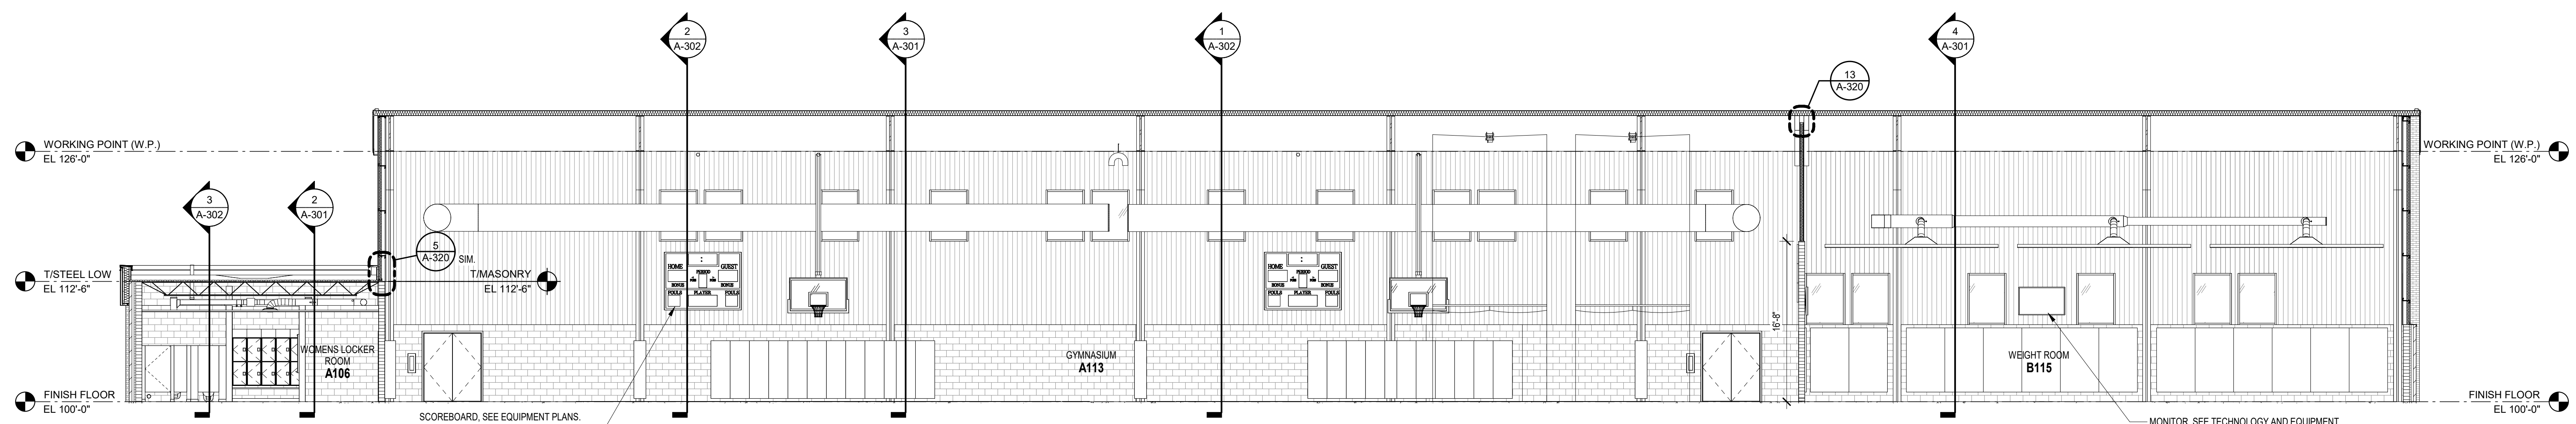 2
A-302
3
A-301
1
A-302
4
A-301
13
A-320
WORKING POINT (W.P.)
EL 126'-0"
WORKING POINT (W.P.)
EL 126'-0"
3
A-302
2
A-301
5
A-320
SIM.
T/STEEL LOW
EL 112'-6"
T/MASONRY
EL 112'-6"
HOME
:
GUEST
PERIOD
BONUS
BONUS
FOULS
PLAYER
FOULS
HOME
:
GUEST
PERIOD
BONUS
BONUS
FOULS
PLAYER
FOULS
16'-8"
WOMENS LOCKER
ROOM
A106
GYMNASIUM
A113
WEIGHT ROOM
B115
FINISH FLOOR
EL 100'-0"
FINISH FLOOR
EL 100'-0"
SCOREBOARD, SEE EQUIPMENT PLANS.
MONITOR, SEE TECHNOLOGY AND EQUIPMENT